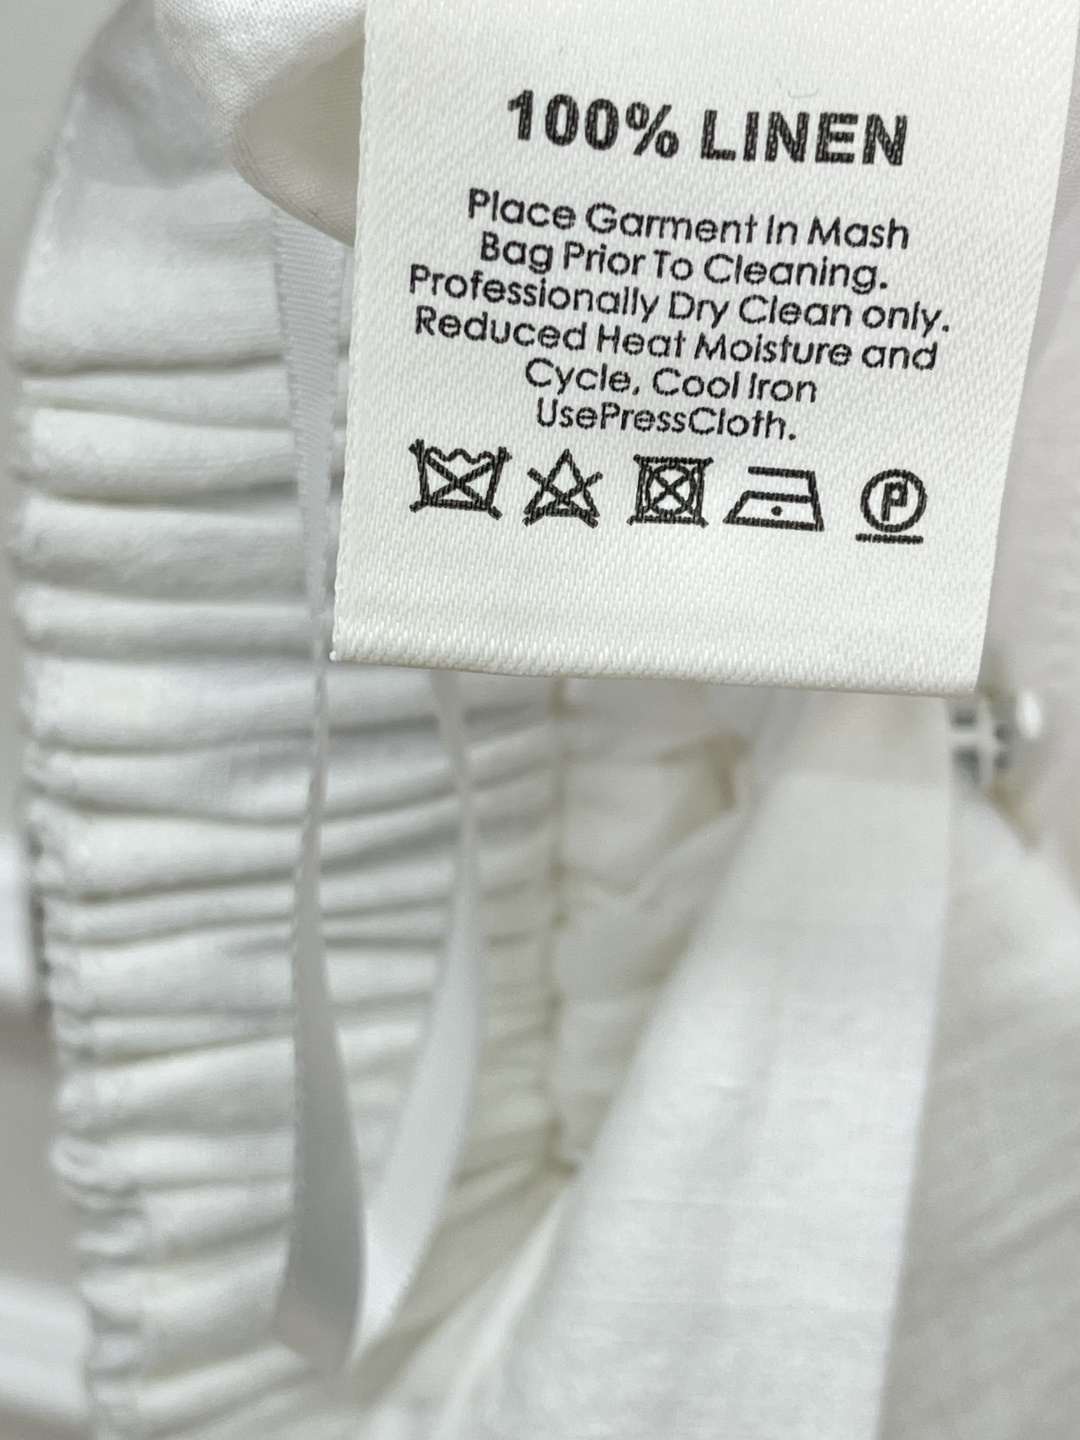 100% LINEN
Place Garment In Mash
Bag Prior To Cleaning.
Professionally Dry Clean only.
Reduced Heat Moisture and
Cycle, Cool Iron
UsePressCloth.
P